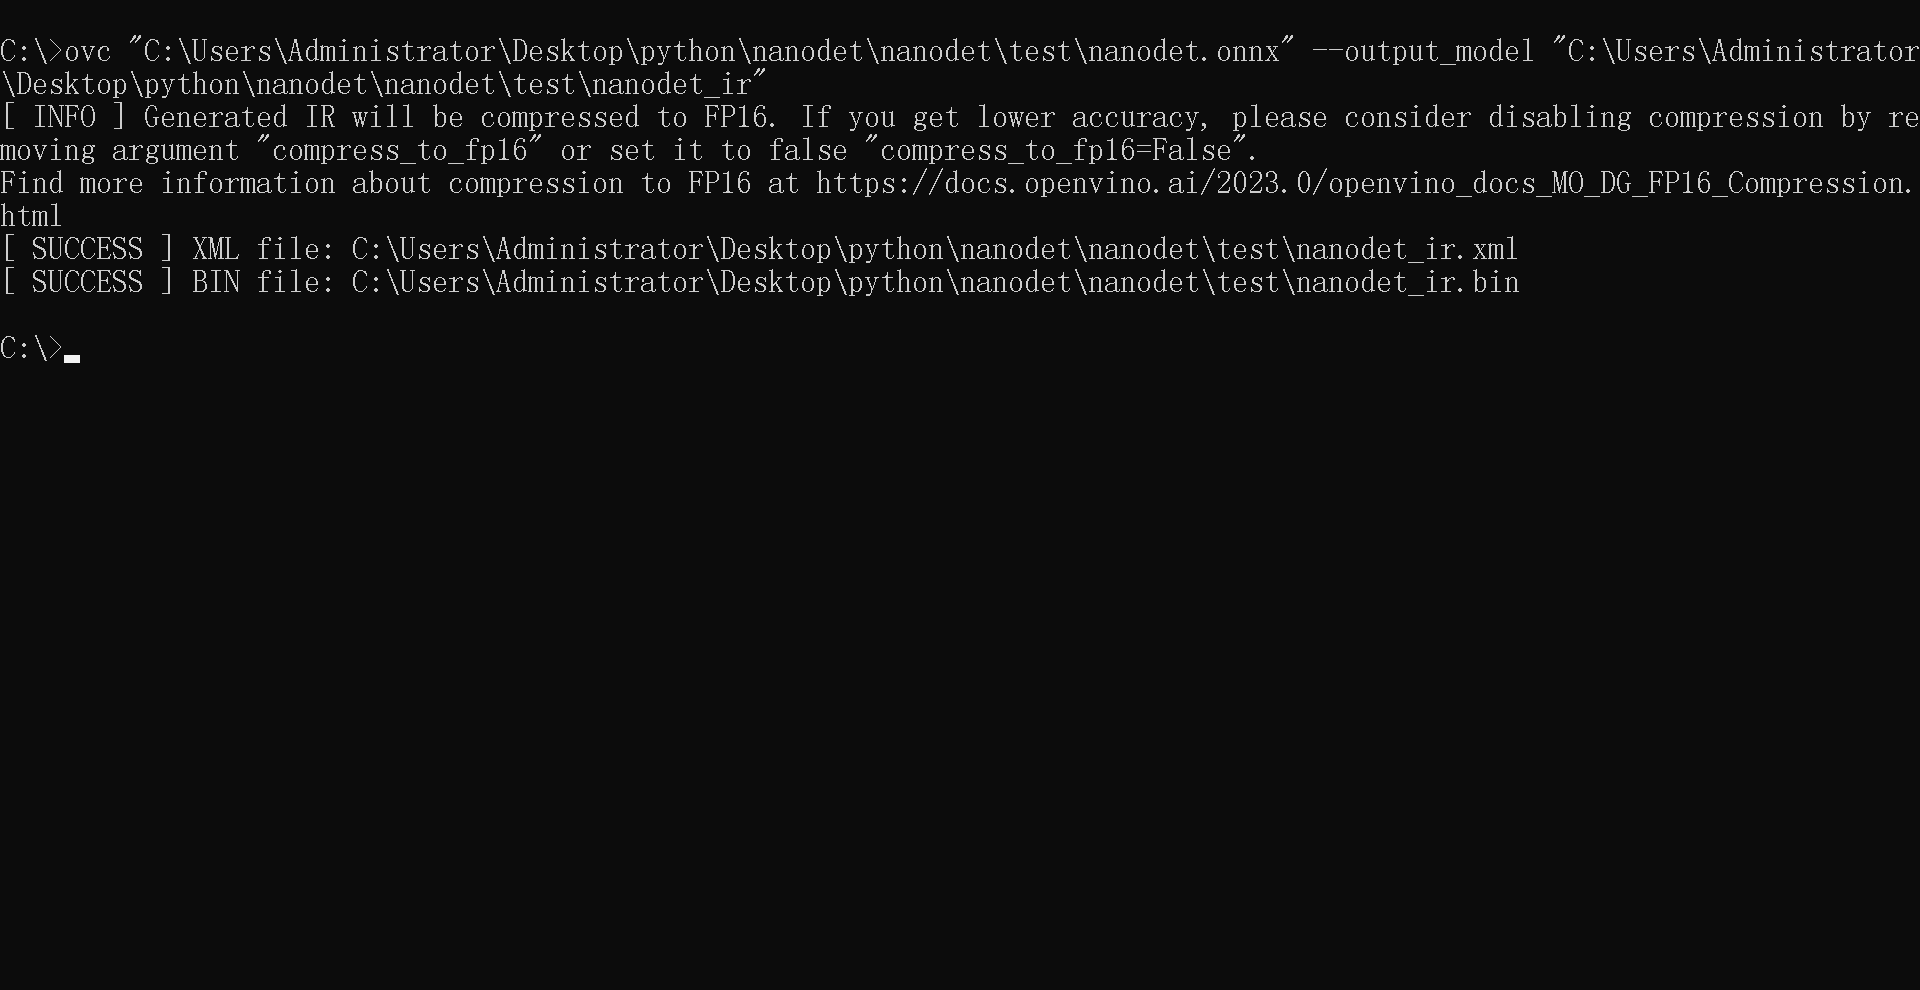 C:\>ovc "C:\Users\Administrator\Desktop\python\nanodet\nanodet\test\nanodet.onnx" --output_model "C:\Users\Administrator
\Desktop\python\nanodet\nanodet\test\nanodet_ir"
[ INFO ] Generated IR will be compressed to FP16. If you get lower accuracy, please consider disabling compression by re
moving argument "compress_to_fp16" or set it to false "compress_to_fp16=False".
Find more information about compression to FP16 at https://docs.openvino.ai/2023.0/openvino_docs_MO_DG_FP16_Compression.
html
[ SUCCESS ] XML file: C:\Users\Administrator\Desktop\python\nanodet\nanodet\test\nanodet_ir.xml
[ SUCCESS ] BIN file: C:\Users\Administrator\Desktop\python\nanodet\nanodet\test\nanodet_ir.bin
C:\>